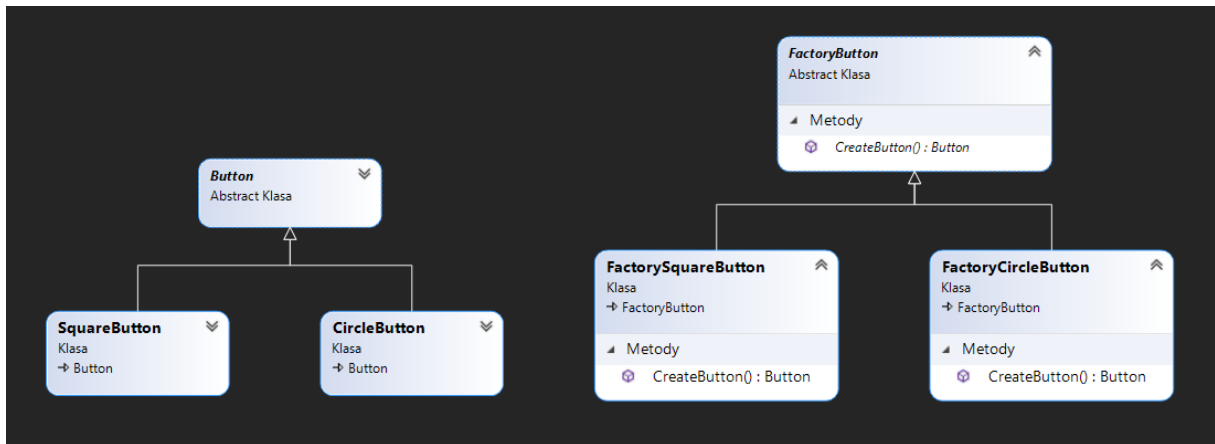 Button
Abstract Klasa
SquareButton
Klasa
Button
CircleButton
Klasa
Button
FactoryButton
Abstract Klasa
Metody
CreateButton() : Button
FactorySquareButton
Klasa
FactoryButton
Metody
CreateButton() : Button
FactoryCircleButton
Klasa
FactoryButton
Metody
CreateButton() : Button